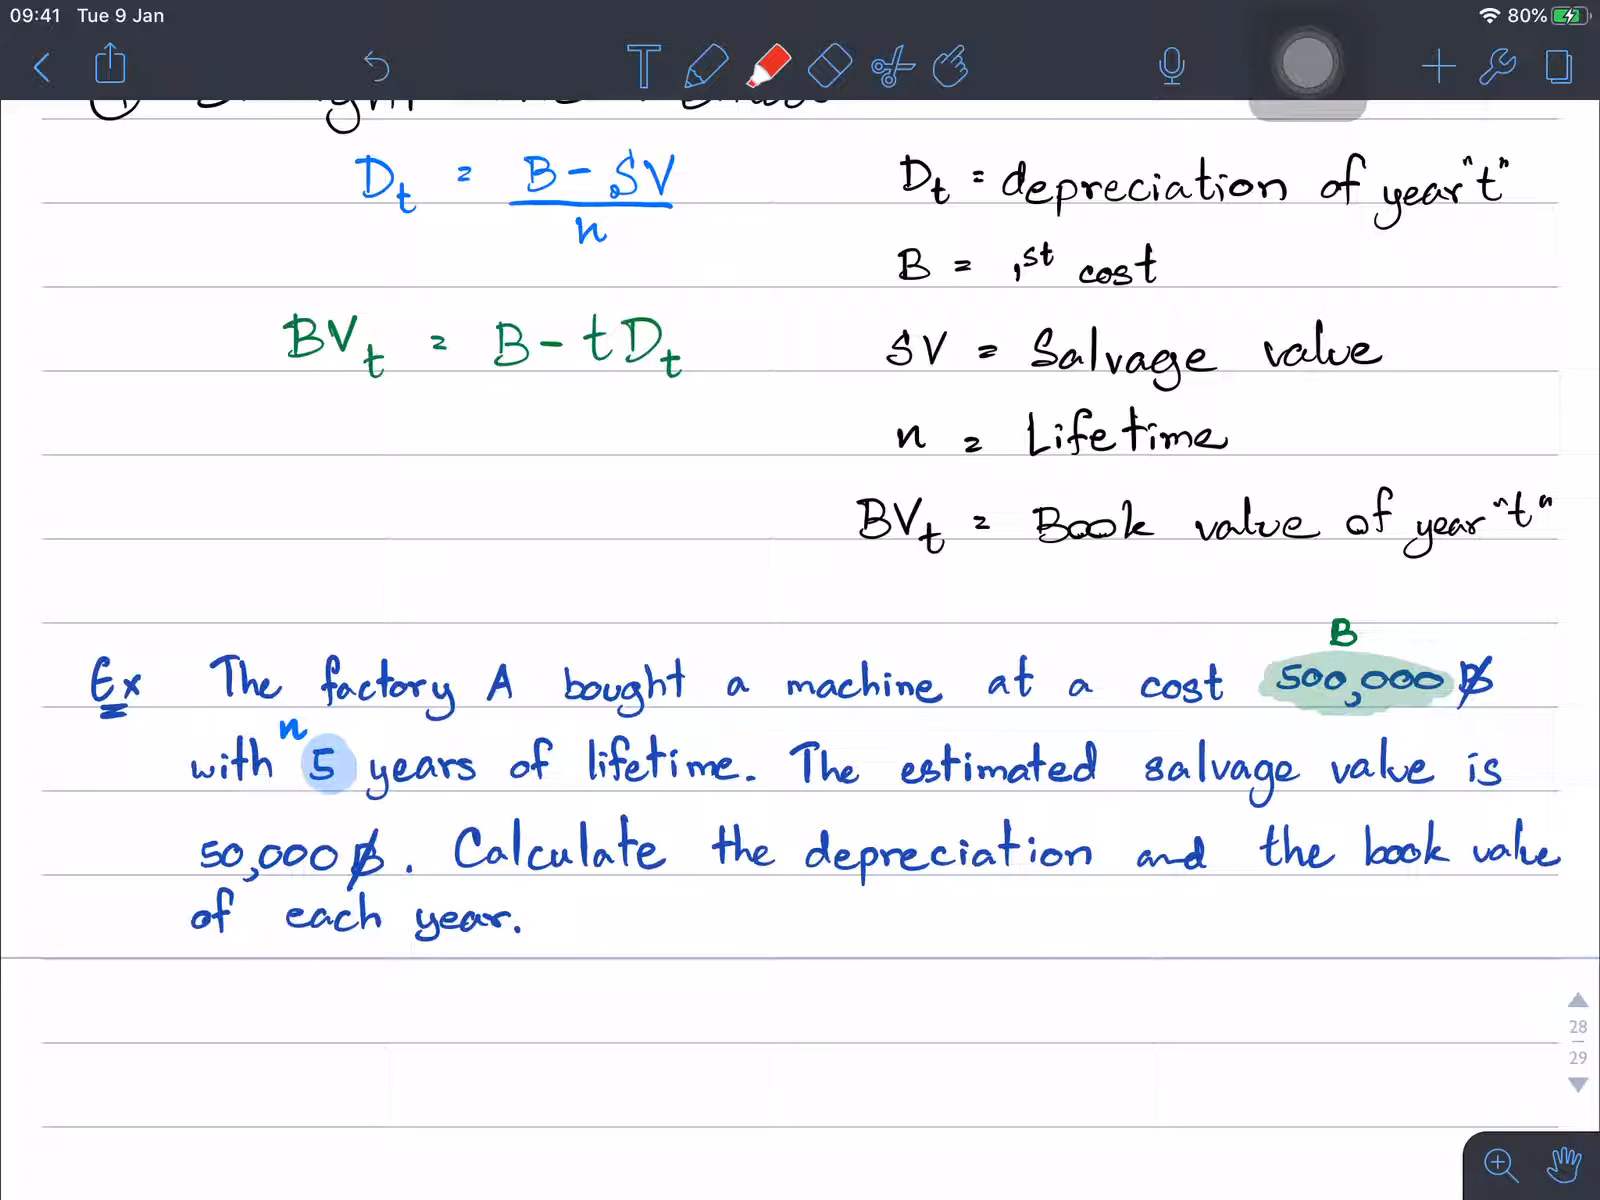 09:41 Tue 9 Jan
80%
Dt = B - SV / n
Dt = depreciation of year "t"
B = 1st cost
BVt = B - tDt
SV = Salvage value
n = Lifetime
BVt = Book value of year "t"
B
Ex The factory A bought a machine at a cost 500,000 ฿
n
with 5 years of lifetime. The estimated salvage value is
50,000 ฿. Calculate the depreciation and the book value
of each year.
28
29